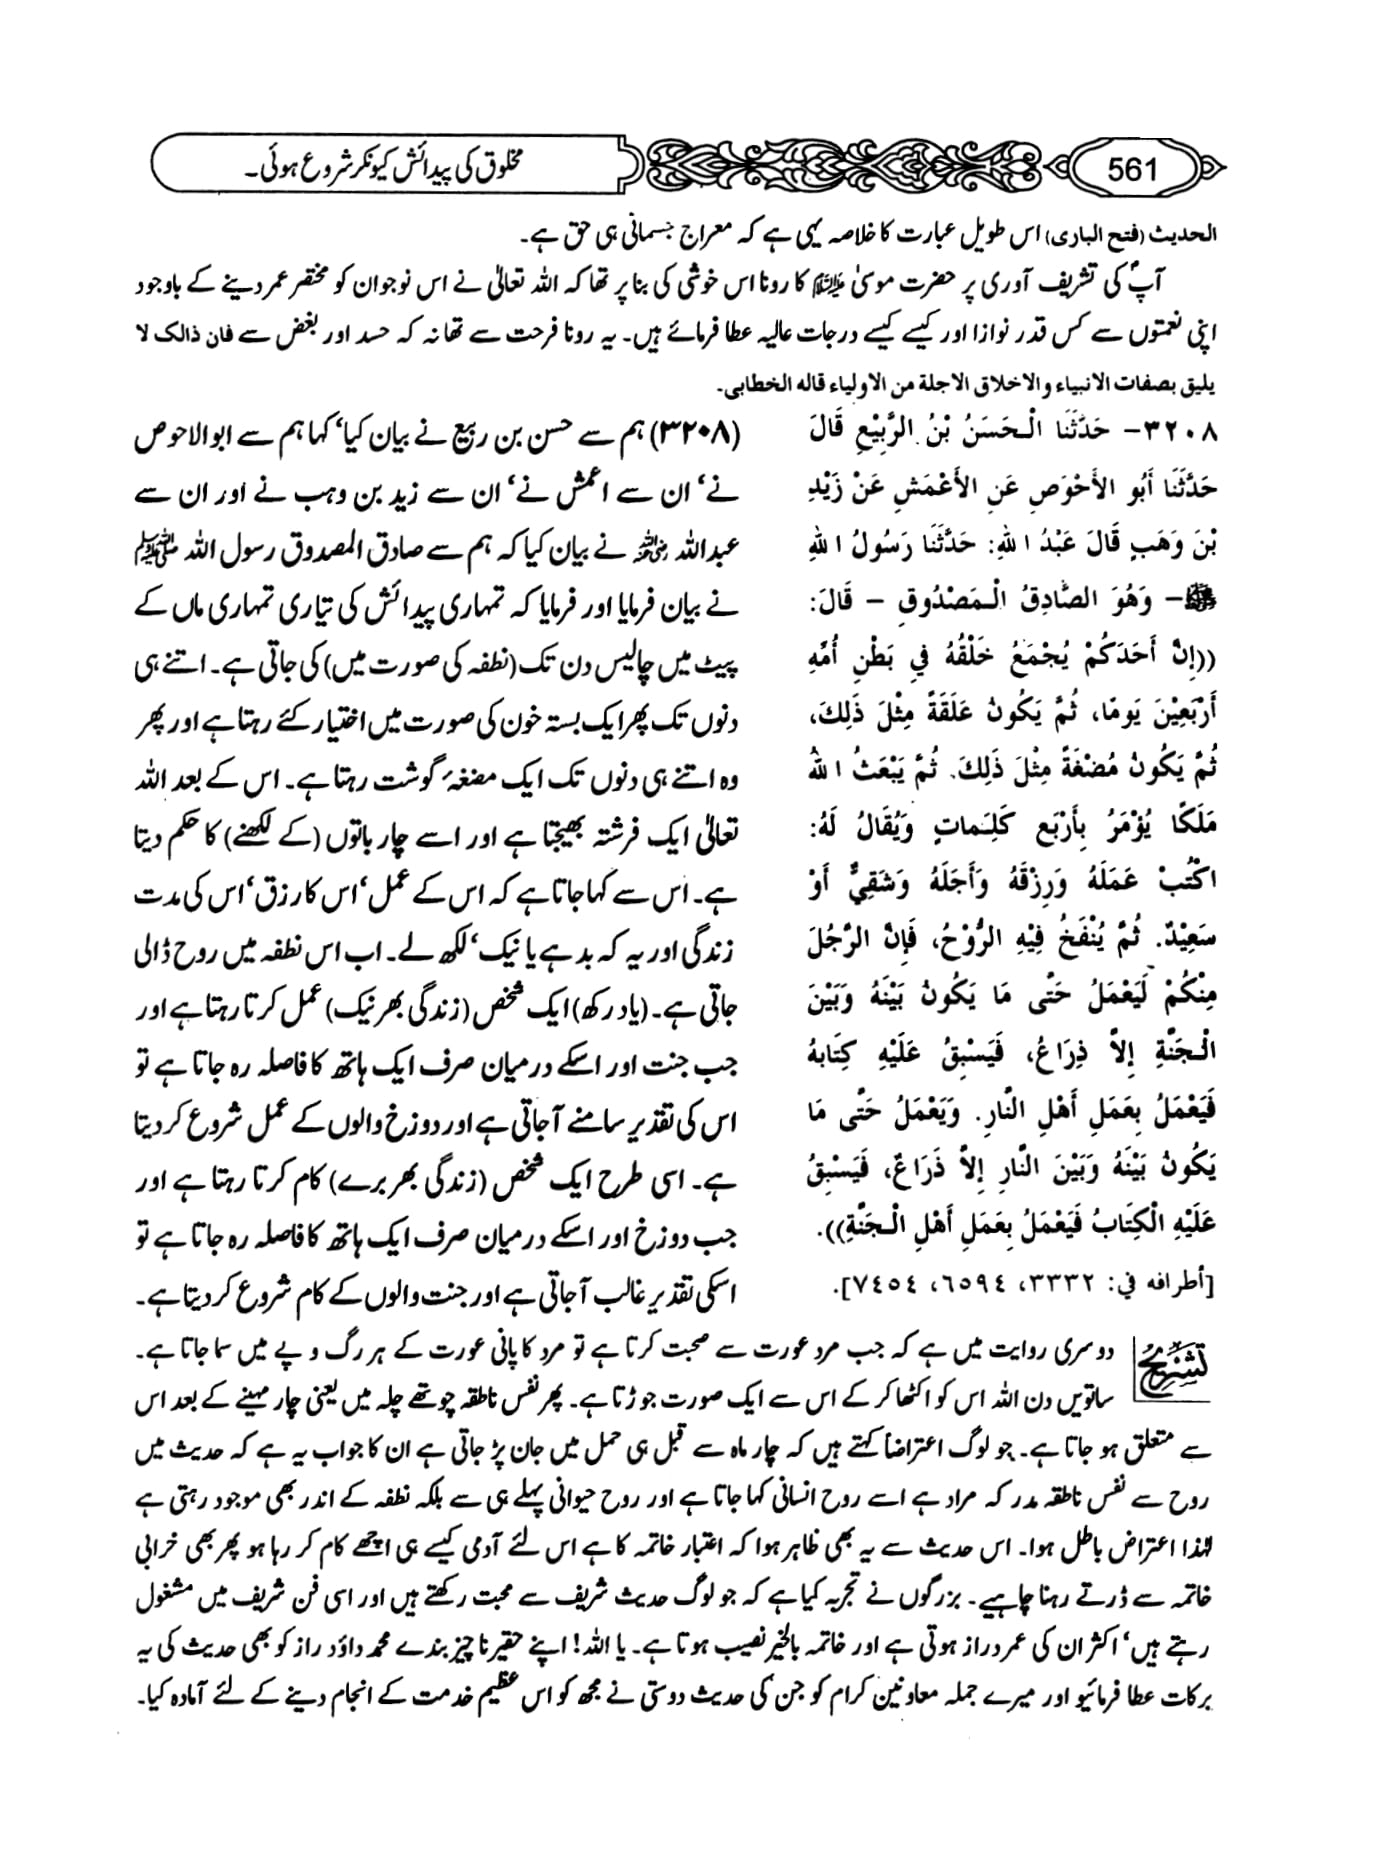 561
مخلوق کی پیدائش کیونکر شروع ہوئی۔
الحدیث (فتح الباری) اس طویل عبارت کا خلاصہ یہی ہے کہ معراج جسمانی ہی حق ہے۔
آپؐ کی تشریف آوری پر حضرت موسیٰ ﷺ کا رونا اس خوشی کی بنا پر تھا کہ اللہ تعالیٰ نے اس نوجوان کو مختصر عمر دینے کے باوجود
اپنی نعمتوں سے کس قدر نوازا اور کیسے کیسے درجات عالیہ عطا فرمائے ہیں۔ یہ رونا فرحت سے تھا نہ کہ حسد اور بغض سے فان ذالک لا
یلیق بصفات الانبیاء والاخلاق الاجلة من الاولیاء قاله الخطابی۔
٣٢٠٨- حَدَّثَنَا الْحَسَنُ بْنُ الرَّبِيْعِ قَالَ
حَدَّثَنَا أَبُو الأَحْوَصِ عَنِ الأَعْمَشِ عَنْ زَيْدِ
بْنَ وَهَبٍ قَالَ عَبْدُ اللهِ: حَدَّثَنَا رَسُولُ اللهِ
ﷺ- وَهُوَ الصَّادِقُ الْمَصْدُوقِ - قَالَ:
((إِنَّ أَحَدَكُمْ يُجْمَعُ خَلْقُهُ فِي بَطْنِ أُمِّهِ
أَرْبَعِيْنَ يَومًا، ثُمَّ يَكُونُ عَلَقَةً مِثْلَ ذَلِكَ،
ثُمَّ يَكُونُ مُضْغَةً مِثْلَ ذَلِكَ. ثُمَّ يَبْعَثُ اللهُ
مَلَكًا يُؤْمَرُ بِأَرْبَعِ كَلِمَاتٍ وَيُقَالُ لَهُ:
اكْتُبْ عَمَلَهُ وَرِزْقَهُ وَأَجَلَهُ وَشَقِيٌّ أَوْ
سَعِيْدٌ. ثُمَّ يُنْفَخُ فِيْهِ الرُّوْحُ، فَإِنَّ الرَّجُلَ
مِنْكُمْ لَيَعْمَلُ حَتَّى مَا يَكُونُ بَيْنَهُ وَبَيْنَ
الْجَنَّةِ إِلاَّ ذِرَاعُ، فَيَسْبِقُ عَلَيْهِ كِتَابهُ
فَيَعْمَلُ بِعَمَلِ أَهْلِ النَّارِ. وَيَعْمَلُ حَتَّى مَا
يَكُونُ بَيْنَهُ وَبَيْنَ النَّارِ إِلاَّ ذَرَاعٌ، فَيَسْبِقُ
عَلَيْهِ الْكِتَابُ فَيَعْمَلُ بِعَمَلِ أَهْلِ الْجَنَّةِ)).
[أطرافه في: ٣٣٣٢، ٦٥٩٤، ٧٤٥٤].
(۳۲۰۸) ہم سے حسن بن ربیع نے بیان کیا‘ کہا ہم سے ابو الاحوص
نے‘ ان سے اعمش نے‘ ان سے زید بن وہب نے اور ان سے
عبداللہ ؓ نے بیان کیا کہ ہم سے صادق المصدوق رسول اللہ ﷺ
نے بیان فرمایا اور فرمایا کہ تمہاری پیدائش کی تیاری تمہاری ماں کے
پیٹ میں چالیس دن تک (نطفہ کی صورت میں) کی جاتی ہے۔ اتنے ہی
دنوں تک پھر ایک بستہ خون کی صورت میں اختیار کئے رہتا ہے اور پھر
وہ اتنے ہی دنوں تک ایک مضغۂ گوشت رہتا ہے۔ اس کے بعد اللہ
تعالیٰ ایک فرشتہ بھیجتا ہے اور اسے چار باتوں (کے لکھنے) کا حکم دیتا
ہے۔ اس سے کہا جاتا ہے کہ اس کے عمل‘ اس کا رزق‘ اس کی مدت
زندگی اور یہ کہ بد ہے یا نیک‘ لکھ لے۔ اب اس نطفہ میں روح ڈالی
جاتی ہے۔ (یاد رکھ) ایک شخص (زندگی بھر نیک) عمل کرتا رہتا ہے اور
جب جنت اور اسکے درمیان صرف ایک ہاتھ کا فاصلہ رہ جاتا ہے تو
اس کی تقدیر سامنے آجاتی ہے اور دوزخ والوں کے عمل شروع کر دیتا
ہے۔ اسی طرح ایک شخص (زندگی بھر برے) کام کرتا رہتا ہے اور
جب دوزخ اور اسکے درمیان صرف ایک ہاتھ کا فاصلہ رہ جاتا ہے تو
اسکی تقدیر غالب آجاتی ہے اور جنت والوں کے کام شروع کر دیتا ہے۔
تشریح
دوسری روایت میں ہے کہ جب مرد عورت سے صحبت کرتا ہے تو مرد کا پانی عورت کے ہر رگ و پے میں سما جاتا ہے۔
ساتویں دن اللہ اس کو اکٹھا کر کے اس سے ایک صورت جوڑتا ہے۔ پھر نفس ناطقہ چوتھے چلہ میں یعنی چار مہینے کے بعد اس
سے متعلق ہو جاتا ہے۔ جو لوگ اعتراضاً کہتے ہیں کہ چار ماہ سے قبل ہی حمل میں جان پڑ جاتی ہے ان کا جواب یہ ہے کہ حدیث میں
روح سے نفس ناطقہ مدرکہ مراد ہے اسے روح انسانی کہا جاتا ہے اور روح حیوانی پہلے ہی سے بلکہ نطفہ کے اندر بھی موجود رہتی ہے
لہٰذا اعتراض باطل ہوا۔ اس حدیث سے یہ بھی ظاہر ہوا کہ اعتبار خاتمہ کا ہے اس لئے آدمی کیسے ہی اچھے کام کر رہا ہو پھر بھی خرابی
خاتمہ سے ڈرتے رہنا چاہیے۔ بزرگوں نے تجربہ کیا ہے کہ جو لوگ حدیث شریف سے محبت رکھتے ہیں اور اسی فن شریف میں مشغول
رہتے ہیں‘ اکثر ان کی عمر دراز ہوتی ہے اور خاتمہ بالخیر نصیب ہوتا ہے۔ یا اللہ! اپنے حقیر ناچیز بندے محمد داؤد راز کو بھی حدیث کی یہ
برکات عطا فرمائیو اور میرے جملہ معاونین کرام کو جن کی حدیث دوستی نے مجھ کو اس عظیم خدمت کے انجام دینے کے لئے آمادہ کیا۔